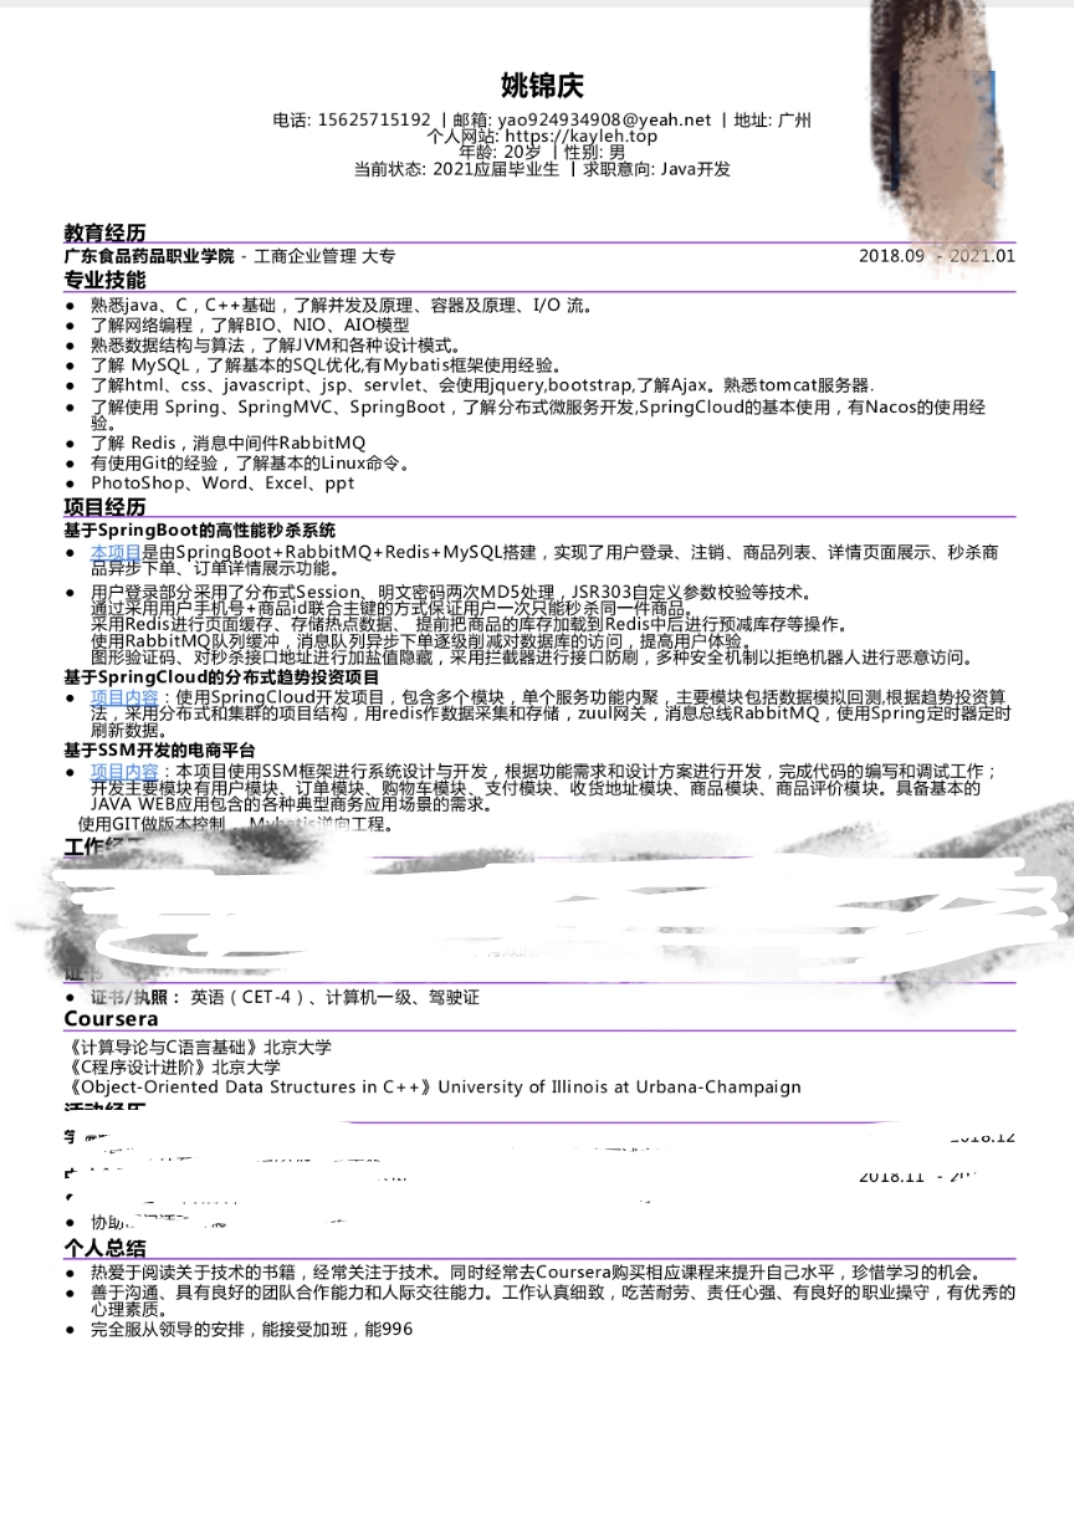 姚锦庆
电话: 15625715192 | 邮箱: yao924934908@yeah.net | 地址: 广州
个人网站: https://kayleh.top
年龄: 20岁 | 性别: 男
当前状态: 2021应届毕业生 | 求职意向: Java开发
教育经历
广东食品药品职业学院 - 工商企业管理 大专 2018.09 - 2021.01
专业技能
● 熟悉java、C，C++基础，了解并发及原理、容器及原理、I/O 流。
● 了解网络编程，了解BIO、NIO、AIO模型
● 熟悉数据结构与算法，了解JVM和各种设计模式。
● 了解 MySQL，了解基本的SQL优化,有Mybatis框架使用经验。
● 了解html、css、javascript、jsp、servlet、会使用jquery,bootstrap,了解Ajax。熟悉tomcat服务器.
● 了解使用 Spring、SpringMVC、SpringBoot，了解分布式微服务开发,SpringCloud的基本使用，有Nacos的使用经
验。
● 了解 Redis，消息中间件RabbitMQ
● 有使用Git的经验，了解基本的Linux命令。
● PhotoShop、Word、Excel、ppt
项目经历
基于SpringBoot的高性能秒杀系统
● 本项目是由SpringBoot+RabbitMQ+Redis+MySQL搭建，实现了用户登录、注销、商品列表、详情页面展示、秒杀商
品异步下单、订单详情展示功能。
● 用户登录部分采用了分布式Session、明文密码两次MD5处理，JSR303自定义参数校验等技术。
通过采用用户手机号+商品id联合主键的方式保证用户一次只能秒杀同一件商品。
采用Redis进行页面缓存、存储热点数据、 提前把商品的库存加载到Redis中后进行预减库存等操作。
使用RabbitMQ队列缓冲，消息队列异步下单逐级削减对数据库的访问，提高用户体验。
图形验证码、对秒杀接口地址进行加盐值隐藏，采用拦截器进行接口防刷，多种安全机制以拒绝机器人进行恶意访问。
基于SpringCloud的分布式趋势投资项目
● 项目内容：使用SpringCloud开发项目，包含多个模块，单个服务功能内聚，主要模块包括数据模拟回测,根据趋势投资算
法，采用分布式和集群的项目结构，用redis作数据采集和存储，zuul网关，消息总线RabbitMQ，使用Spring定时器定时
刷新数据。
基于SSM开发的电商平台
● 项目内容：本项目使用SSM框架进行系统设计与开发，根据功能需求和设计方案进行开发，完成代码的编写和调试工作；
开发主要模块有用户模块、订单模块、购物车模块、支付模块、收货地址模块、商品模块、商品评价模块。具备基本的
JAVA WEB应用包含的各种典型商务应用场景的需求。
使用GIT做版本控制 ，Mybatis逆向工程。
工作经历
证书
● 证书/执照： 英语（CET-4）、计算机一级、驾驶证
Coursera
《计算导论与C语言基础》北京大学
《C程序设计进阶》北京大学
《Object-Oriented Data Structures in C++》University of Illinois at Urbana-Champaign
活动经历
2018.12
2018.11 -
● 协助
个人总结
● 热爱于阅读关于技术的书籍，经常关注于技术。同时经常去Coursera购买相应课程来提升自己水平，珍惜学习的机会。
● 善于沟通、具有良好的团队合作能力和人际交往能力。工作认真细致，吃苦耐劳、责任心强、有良好的职业操守，有优秀的
心理素质。
● 完全服从领导的安排，能接受加班，能996